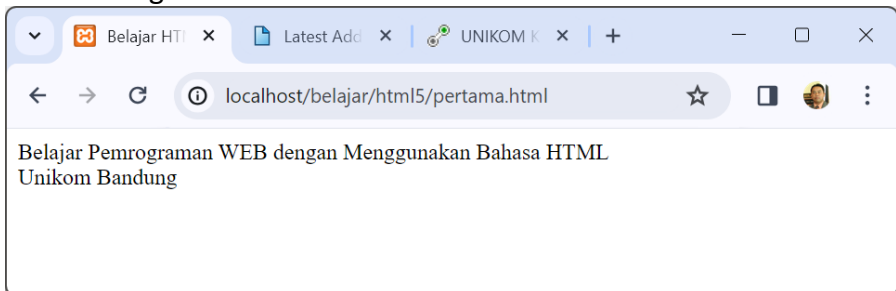 Belajar HT
Latest Add
UNIKOM K
localhost/belajar/html5/pertama.html
Belajar Pemrograman WEB dengan Menggunakan Bahasa HTML
Unikom Bandung